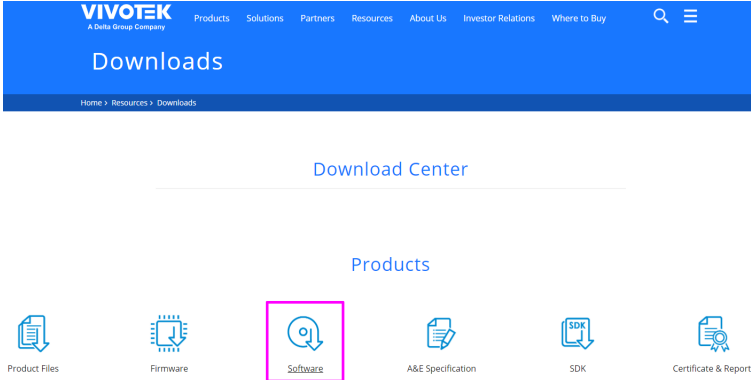 VIVOTEK
A Delta Group Company
Products Solutions Partners Resources About Us Investor Relations Where to Buy
Downloads
Home > Resources > Downloads
Download Center
Products
SDK
Product Files Firmware Software A&E Specification SDK Certificate & Report